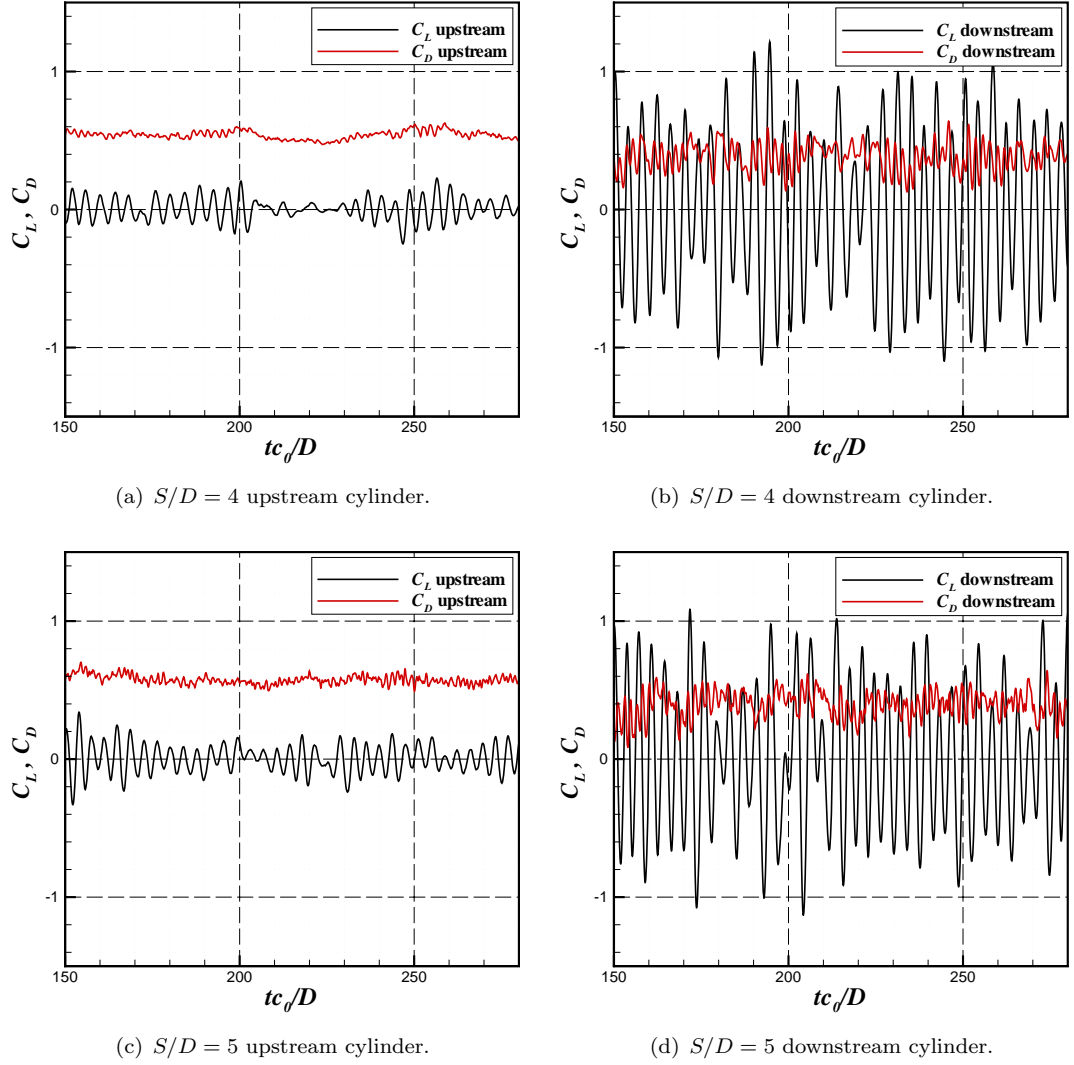 C_L upstream
C_D upstream
1
0
-1
C_L, C_D
150 200 250
tc_0/D
(a) S/D = 4 upstream cylinder.
C_L downstream
C_D downstream
1
0
-1
C_L, C_D
150 200 250
tc_0/D
(b) S/D = 4 downstream cylinder.
C_L upstream
C_D upstream
1
0
-1
C_L, C_D
150 200 250
tc_0/D
(c) S/D = 5 upstream cylinder.
C_L downstream
C_D downstream
1
0
-1
C_L, C_D
150 200 250
tc_0/D
(d) S/D = 5 downstream cylinder.